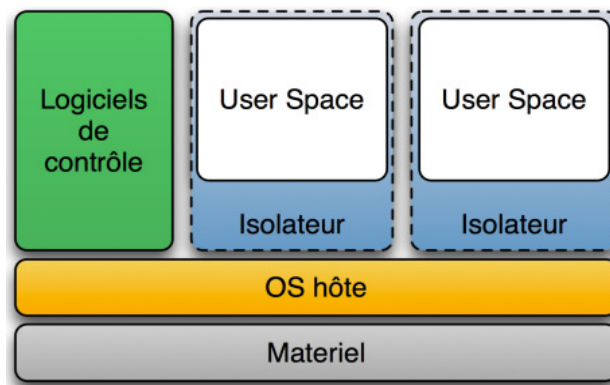 Logiciels
de
contrôle
User Space
Isolateur
User Space
Isolateur
OS hôte
Materiel